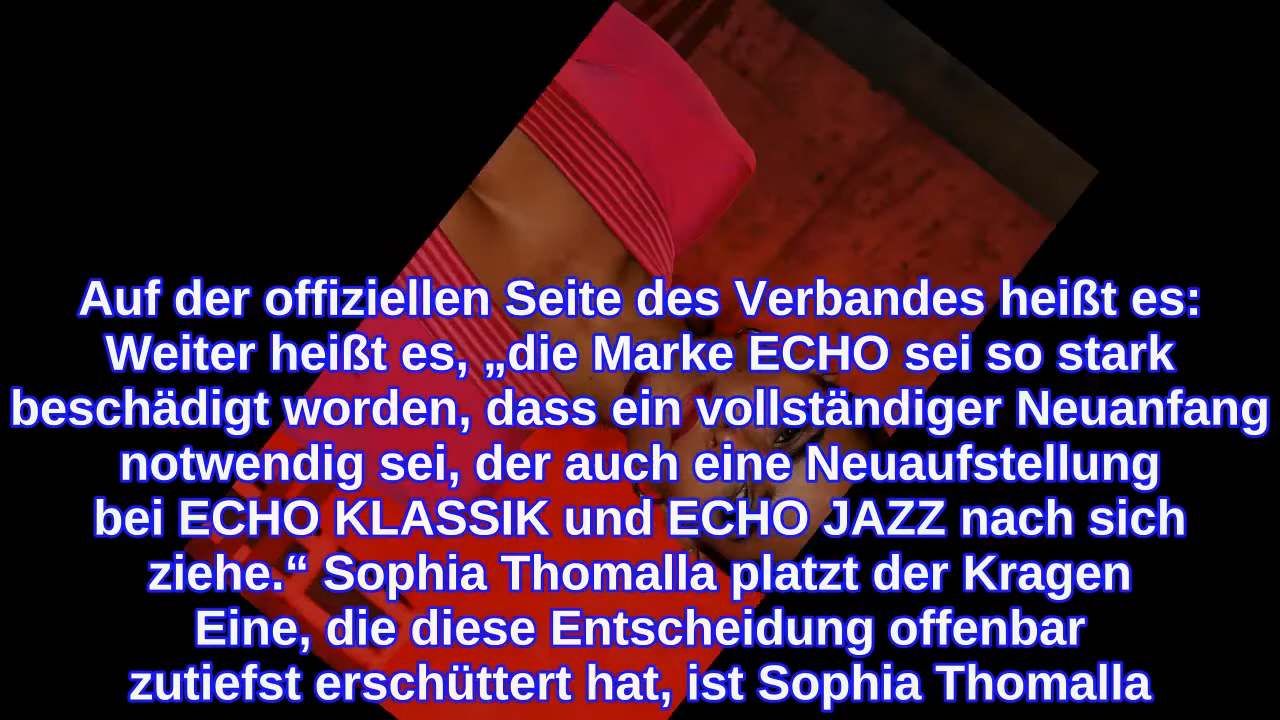 Auf der offiziellen Seite des Verbandes heißt es:
Weiter heißt es, „die Marke ECHO sei so stark
beschädigt worden, dass ein vollständiger Neuanfang
notwendig sei, der auch eine Neuaufstellung
bei ECHO KLASSIK und ECHO JAZZ nach sich
ziehe.“ Sophia Thomalla platzt der Kragen
Eine, die diese Entscheidung offenbar
zutiefst erschüttert hat, ist Sophia Thomalla